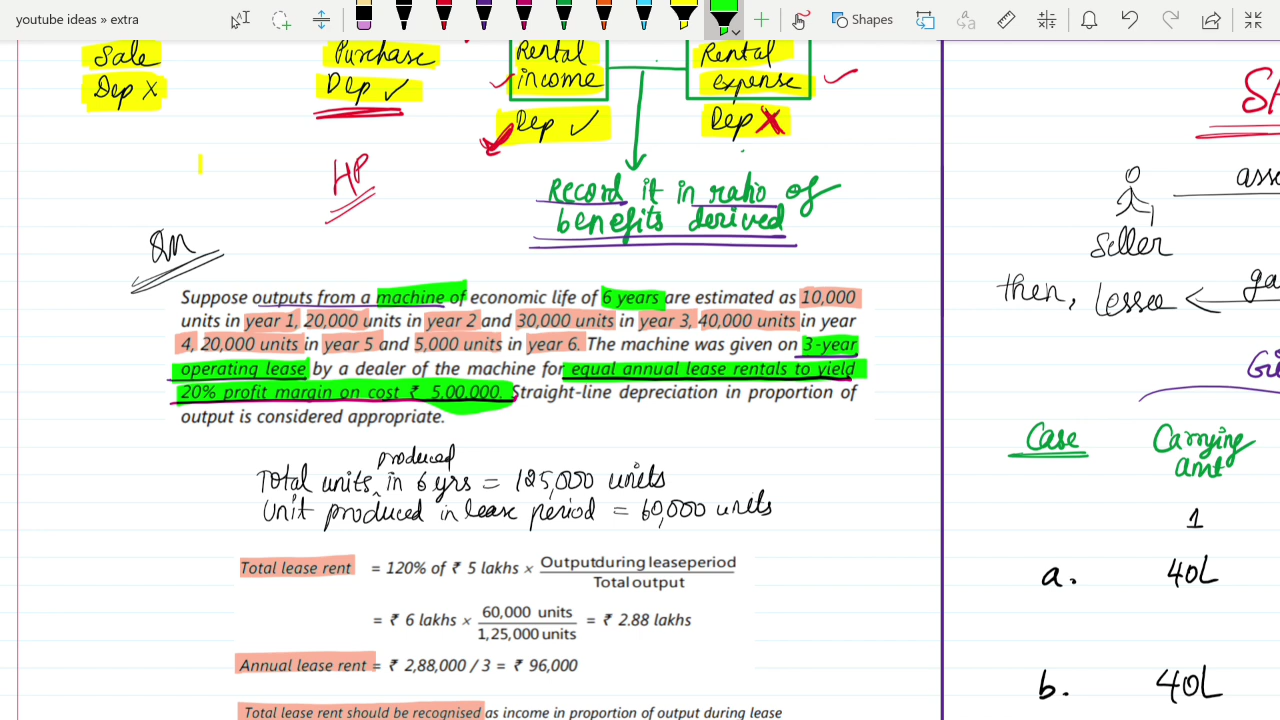 youtube ideas » extra
Shapes
Sale
Dep X
Purchase
Dep ✓
Rental
income
Dep ✓
Rental
expense
Dep X
HP
Record it in ratio of
benefits derived
Suppose outputs from a machine of economic life of 6 years are estimated as 10,000
units in year 1, 20,000 units in year 2 and 30,000 units in year 3, 40,000 units in year
4, 20,000 units in year 5 and 5,000 units in year 6. The machine was given on 3-year
operating lease by a dealer of the machine for equal annual lease rentals to yield
20% profit margin on cost ₹ 5,00,000. Straight-line depreciation in proportion of
output is considered appropriate.
produced
Total units in 6 yrs = 125,000 units
Unit produced in lease period = 60,000 units
Total lease rent = 120% of ₹ 5 lakhs × Outputduring leaseperiod
Total output
= ₹ 6 lakhs × 60,000 units = ₹ 2.88 lakhs
1,25,000 units
Annual lease rent = ₹ 2,88,000 / 3 = ₹ 96,000
Total lease rent should be recognised as income in proportion of output during lease
seller
then, lessee
Case
Carrying
amt
1
a. 40L
b. 40L